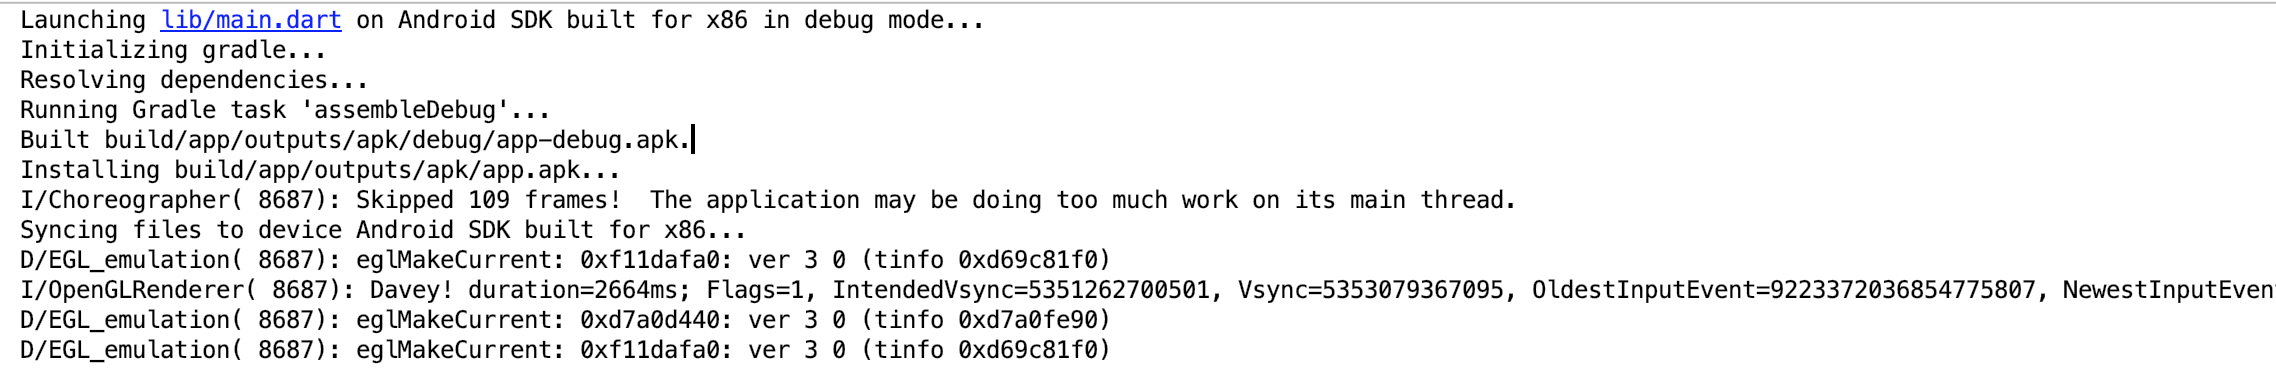 Launching lib/main.dart on Android SDK built for x86 in debug mode...
Initializing gradle...
Resolving dependencies...
Running Gradle task 'assembleDebug'...
Built build/app/outputs/apk/debug/app-debug.apk.
Installing build/app/outputs/apk/app.apk...
I/Choreographer( 8687): Skipped 109 frames!  The application may be doing too much work on its main thread.
Syncing files to device Android SDK built for x86...
D/EGL_emulation( 8687): eglMakeCurrent: 0xf11dafa0: ver 3 0 (tinfo 0xd69c81f0)
I/OpenGLRenderer( 8687): Davey! duration=2664ms; Flags=1, IntendedVsync=5351262700501, Vsync=5353079367095, OldestInputEvent=9223372036854775807, NewestInputEven
D/EGL_emulation( 8687): eglMakeCurrent: 0xd7a0d440: ver 3 0 (tinfo 0xd7a0fe90)
D/EGL_emulation( 8687): eglMakeCurrent: 0xf11dafa0: ver 3 0 (tinfo 0xd69c81f0)